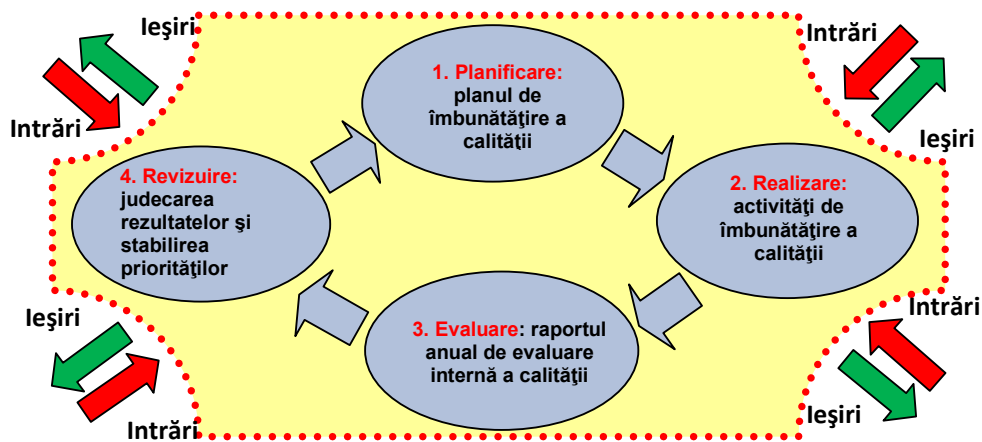 Ieşiri
Intrări
Intrări
Ieşiri
1. Planificare:
planul de
îmbunătăţire a
calităţii
4. Revizuire:
judecarea
rezultatelor şi
stabilirea
priorităţilor
2. Realizare:
activităţi de
îmbunătăţire a
calităţii
3. Evaluare: raportul
anual de evaluare
internă a calităţii
Ieşiri
Intrări
Intrări
Ieşiri